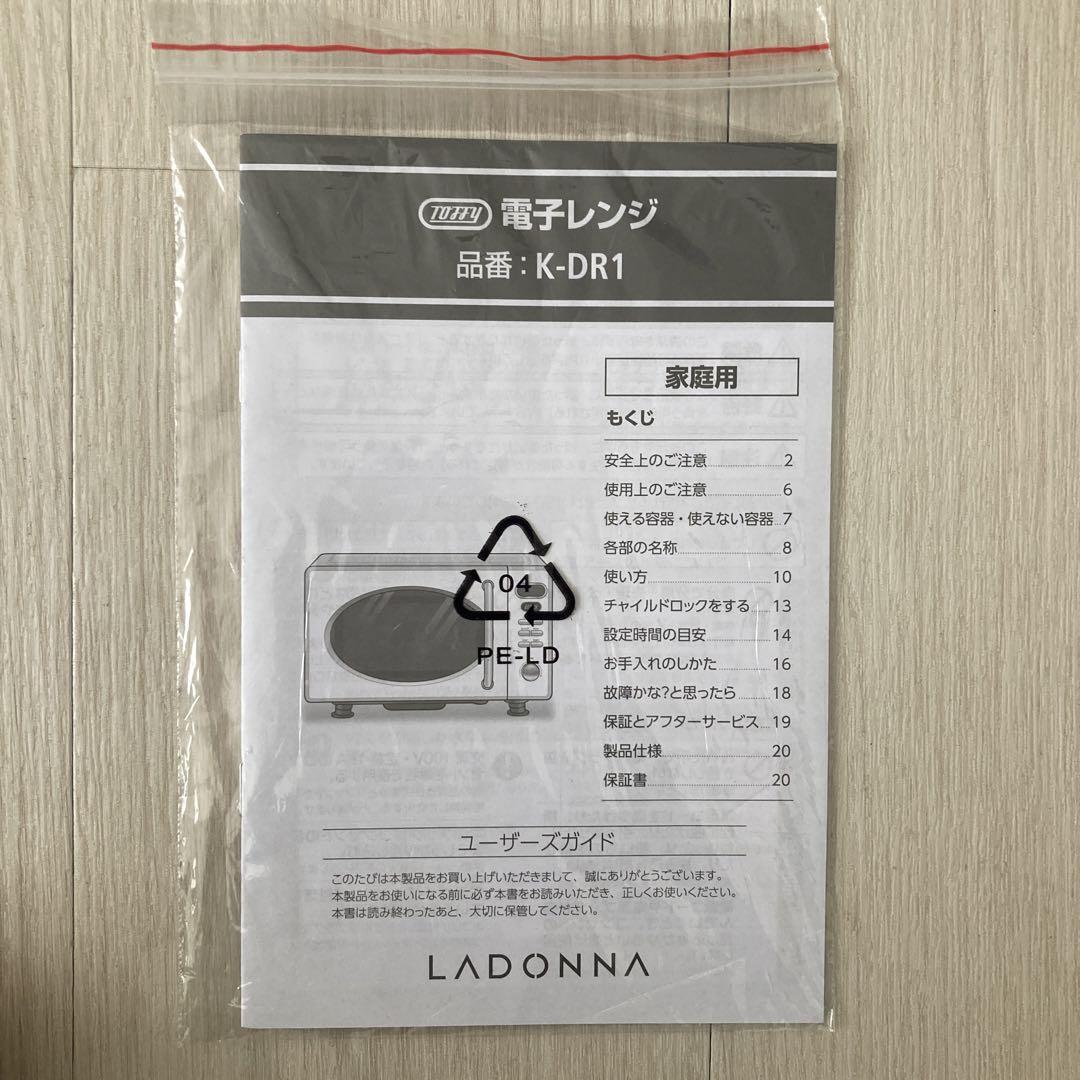 TOFFY 電子レンジ
品番：K-DR1
家庭用
もくじ
安全上のご注意 2
使用上のご注意 6
使える容器・使えない容器 7
各部の名称 8
使い方 10
チャイルドロックをする 13
設定時間の目安 14
お手入れのしかた 16
故障かな?と思ったら 18
保証とアフターサービス 19
製品仕様 20
保証書 20
04
PE-LD
ユーザーズガイド
このたびは本製品をお買い上げいただきまして、誠にありがとうございます。
本製品をお使いになる前に必ず本書をお読みいただき、正しくお使いください。
本書は読み終わったあと、大切に保管してください。
LADONNA